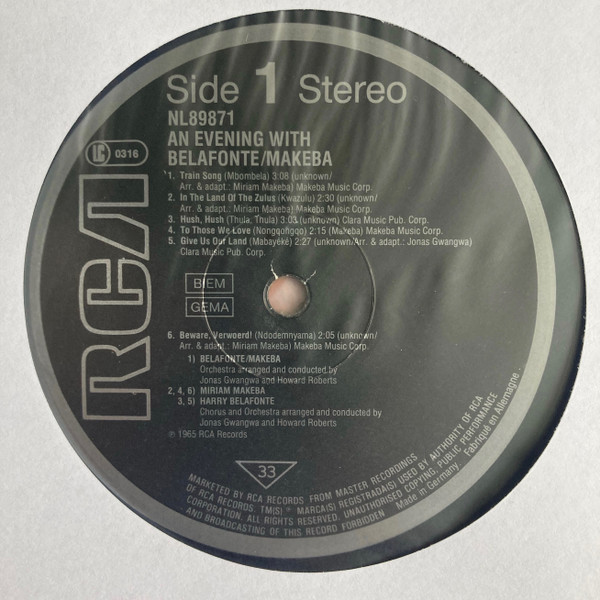 Side 1 Stereo
NL89871
AN EVENING WITH
BELAFONTE/MAKEBA
LC 0316
RCA
1. Train Song (Mbombela) 3:08 (unknown/
Arr. & adapt.: Miriam Makeba) Makeba Music Corp.
2. In The Land Of The Zulus (Kwazulu) 2:30 (unknown/
Arr. & adapt.: Miriam Makeba) Makeba Music Corp.
3. Hush, Hush (Thula, Thula) 3:03 (unknown) Clara Music Pub. Corp.
4. To Those We Love (Nongqongqo) 2:15 (Makeba) Makeba Music Corp.
5. Give Us Our Land (Mabayeke) 2:27 (unknown/Arr. & adapt.: Jonas Gwangwa)
Clara Music Pub. Corp.
BIEM
GEMA
6. Beware, Verwoerd! (Ndodemnyama) 2:05 (unknown/
Arr. & adapt.: Miriam Makeba) Makeba Music Corp.
1) BELAFONTE/MAKEBA
Orchestra arranged and conducted by
Jonas Gwangwa and Howard Roberts
2, 4, 6) MIRIAM MAKEBA
3, 5) HARRY BELAFONTE
Chorus and Orchestra arranged and conducted by
Jonas Gwangwa and Howard Roberts
℗ 1965 RCA Records
33
MARKETED BY RCA RECORDS FROM MASTER RECORDINGS
OF RCA RECORDS. TM(S) ® MARCA(S) REGISTRADA(S) USED BY AUTHORITY OF RCA
CORPORATION. ALL RIGHTS RESERVED. UNAUTHORISED COPYING, PUBLIC PERFORMANCE
AND BROADCASTING OF THIS RECORD FORBIDDEN Made in Germany Fabriqué en Allemagne.